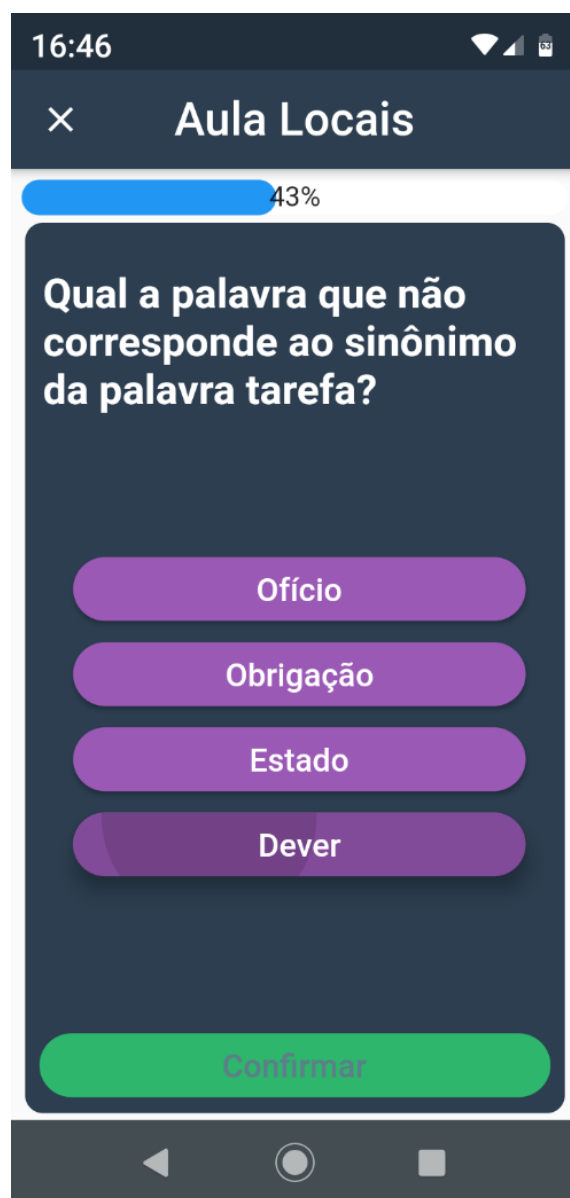 16:46
63
× Aula Locais
43%
Qual a palavra que não
corresponde ao sinônimo
da palavra tarefa?
Ofício
Obrigação
Estado
Dever
Confirmar